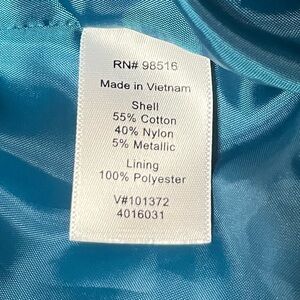 RN# 98516
Made in Vietnam
Shell
55% Cotton
40% Nylon
5% Metallic
Lining
100% Polyester
V#101372
4016031